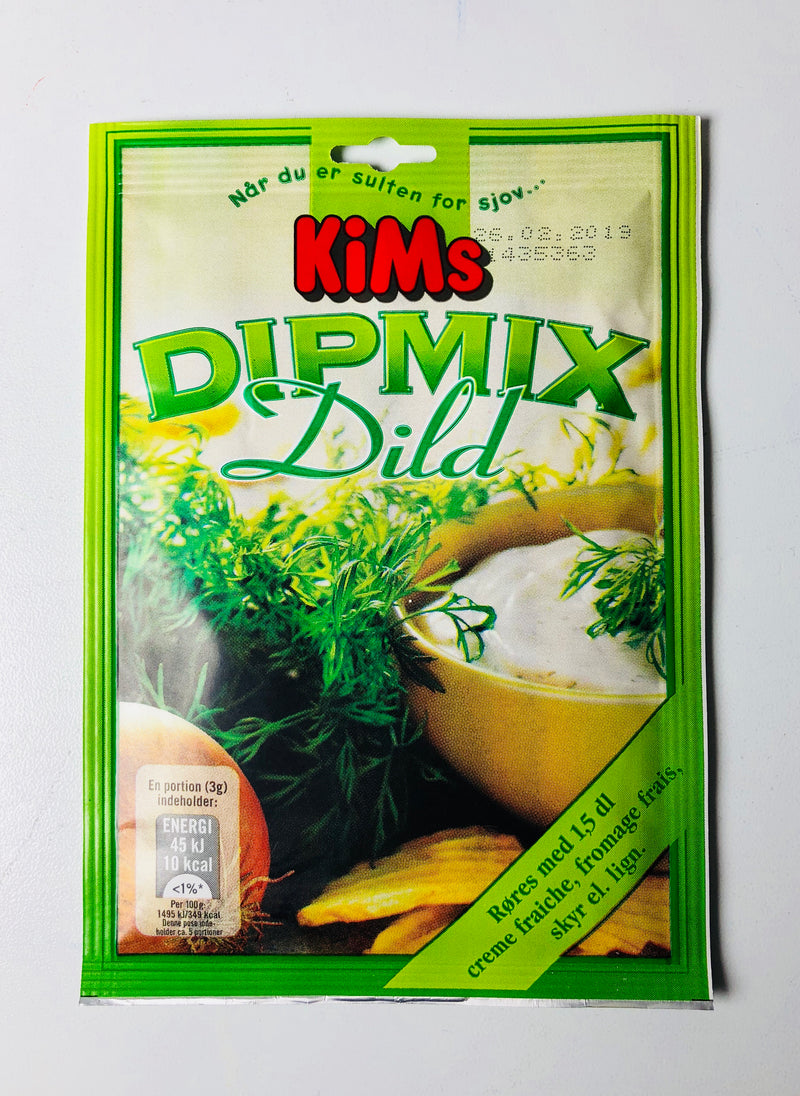 Når du er sulten for sjov...
KiMs
26.02.2019
1435363
DIPMIX
Dild
En portion (3g)
indeholder:
ENERGI
45 kJ
10 kcal
<1%*
Per 100g:
1495 kJ/349 kcal
Denne pose inde-
holder ca. 5 portioner
Røres med 1,5 dl
creme fraiche, fromage frais,
skyr el. lign.